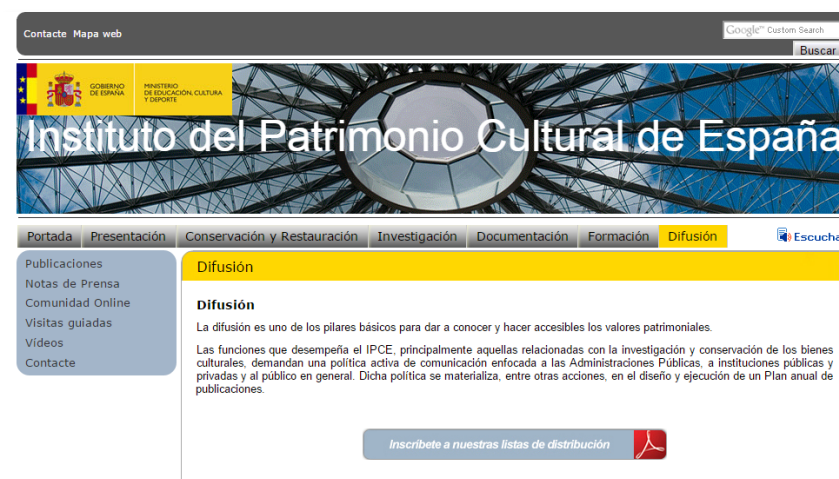 Contacte Mapa web
Google™ Custom Search
Buscar
GOBIERNO
DE ESPAÑA
MINISTERIO
DE EDUCACIÓN, CULTURA
Y DEPORTE
Instituto del Patrimonio Cultural de España
Portada Presentación Conservación y Restauración Investigación Documentación Formación Difusión Escucha
Publicaciones
Notas de Prensa
Comunidad Online
Visitas guiadas
Vídeos
Contacte
Difusión
Difusión
La difusión es uno de los pilares básicos para dar a conocer y hacer accesibles los valores patrimoniales.
Las funciones que desempeña el IPCE, principalmente aquellas relacionadas con la investigación y conservación de los bienes
culturales, demandan una política activa de comunicación enfocada a las Administraciones Públicas, a instituciones públicas y
privadas y al público en general. Dicha política se materializa, entre otras acciones, en el diseño y ejecución de un Plan anual de
publicaciones.
Inscríbete a nuestras listas de distribución